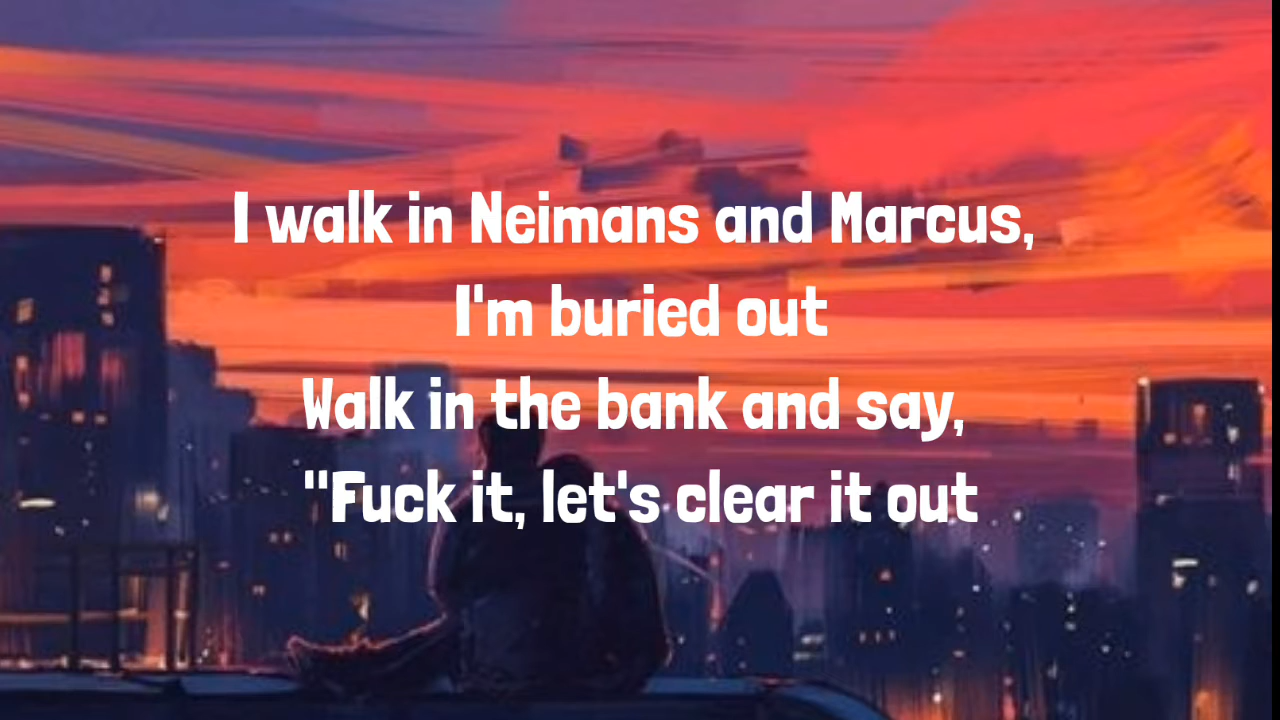 I walk in Neimans and Marcus,
I'm buried out
Walk in the bank and say,
"Fuck it, let's clear it out